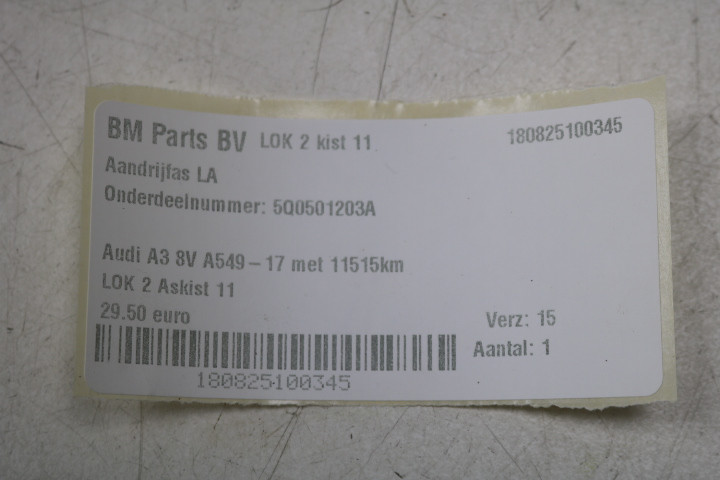 BM Parts BV LOK 2 kist 11 180825100345
Aandrijfas LA
Onderdeelnummer: 5Q0501203A
Audi A3 8V A549-17 met 11515km
LOK 2 Askist 11
29.50 euro Verz: 15
Aantal: 1
180825100345